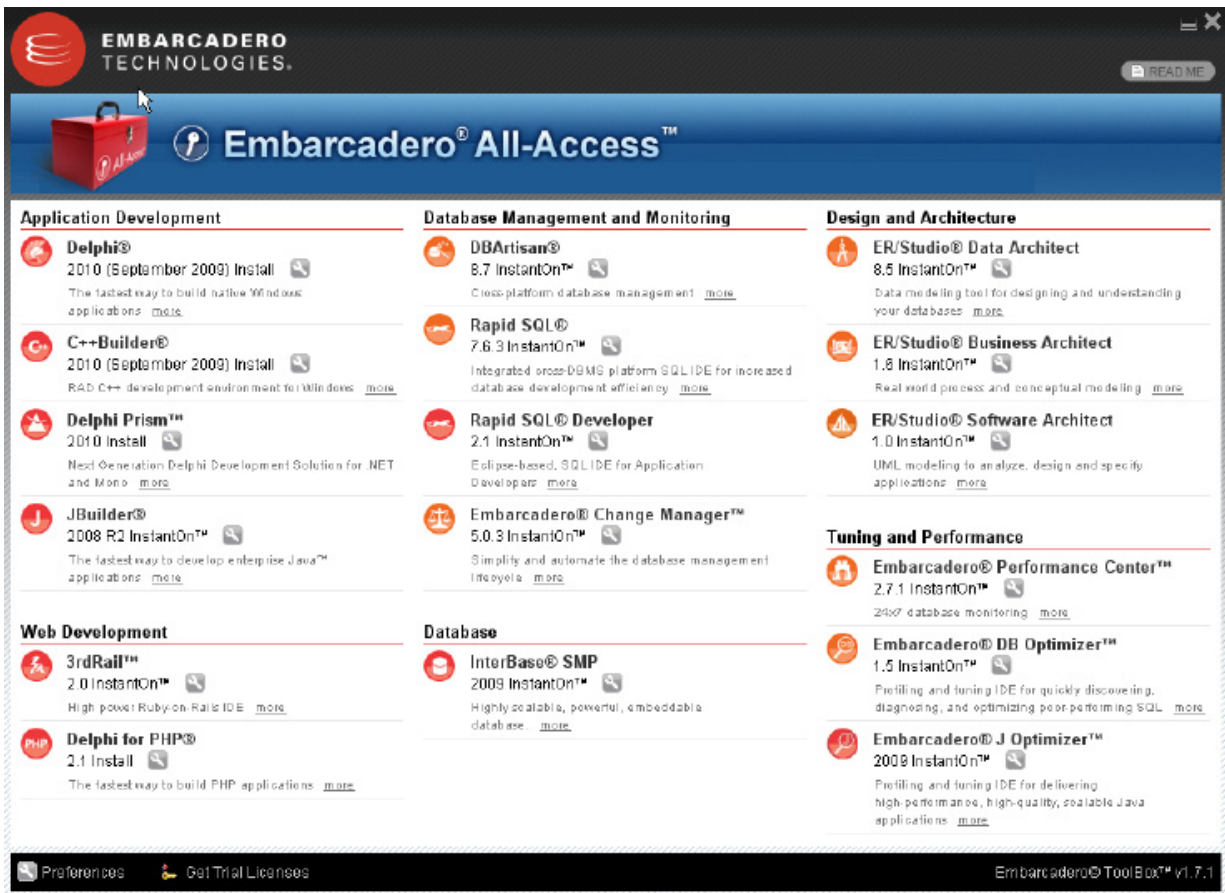 EMBARCADERO
TECHNOLOGIES.
READ ME
All-Access
Embarcadero® All-Access™
Application Development
Delphi®
2010 (September 2009) Install
The fastest way to build native Windows
applications more
C++Builder®
2010 (September 2009) Install
RAD C++ development environment for Windows more
Delphi Prism™
2010 Install
Next Generation Delphi Development Solution for .NET
and Mono more
JBuilder®
2008 R2 InstantOn™
The fastest way to develop enterprise Java™
applications more
Web Development
3rdRail™
2.0 InstantOn™
High power Ruby-on-Rails IDE more
PHP
Delphi for PHP®
2.1 Install
The fastest way to build PHP applications more
Database Management and Monitoring
DBArtisan®
8.7 InstantOn™
Cross-platform database management more
Rapid SQL®
7.6.3 InstantOn™
Integrated cross-DBMS platform SQL IDE for increased
database development efficiency more
Rapid SQL® Developer
2.1 InstantOn™
Eclipse-based, SQL IDE for Application
Developers more
Embarcadero® Change Manager™
5.0.3 InstantOn™
Simplify and automate the database management
lifecycle more
Database
InterBase® SMP
2009 InstantOn™
Highly scalable, powerful, embeddable
database. more
Design and Architecture
ER/Studio® Data Architect
8.5 InstantOn™
Data modeling tool for designing and understanding
your databases more
ER/Studio® Business Architect
1.6 InstantOn™
Real world process and conceptual modeling more
ER/Studio® Software Architect
1.0 InstantOn™
UML modeling to analyze, design and specify
applications more
Tuning and Performance
Embarcadero® Performance Center™
2.7.1 InstantOn™
24x7 database monitoring more
Embarcadero® DB Optimizer™
1.5 InstantOn™
Profiling and tuning IDE for quickly discovering,
diagnosing, and optimizing poor-performing SQL more
Embarcadero® J Optimizer™
2009 InstantOn™
Profiling and tuning IDE for delivering
high-performance, high-quality, scalable Java
applications more
Preferences
Get Trial Licenses
Embarcadero® ToolBox™ v1.7.1